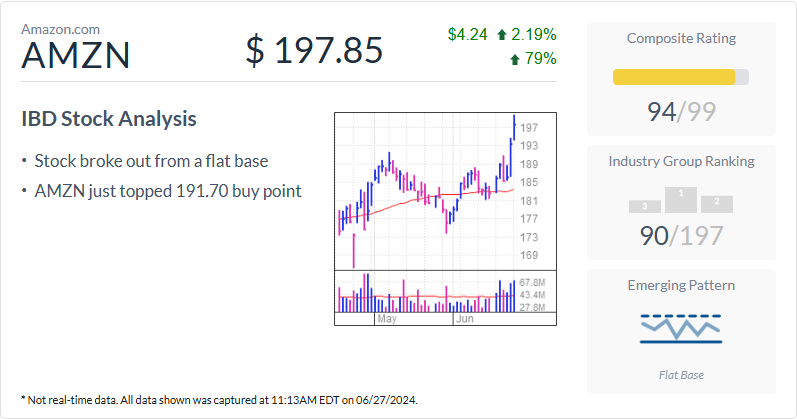 Amazon.com
AMZN
$ 197.85
$4.24 2.19%
79%
IBD Stock Analysis
• Stock broke out from a flat base
• AMZN just topped 191.70 buy point
197
193
189
185
181
177
173
169
67.8M
43.4M
27.8M
May Jun
Composite Rating
94/99
Industry Group Ranking
3 1 2
90/197
Emerging Pattern
Flat Base
* Not real-time data. All data shown was captured at 11:13AM EDT on 06/27/2024.